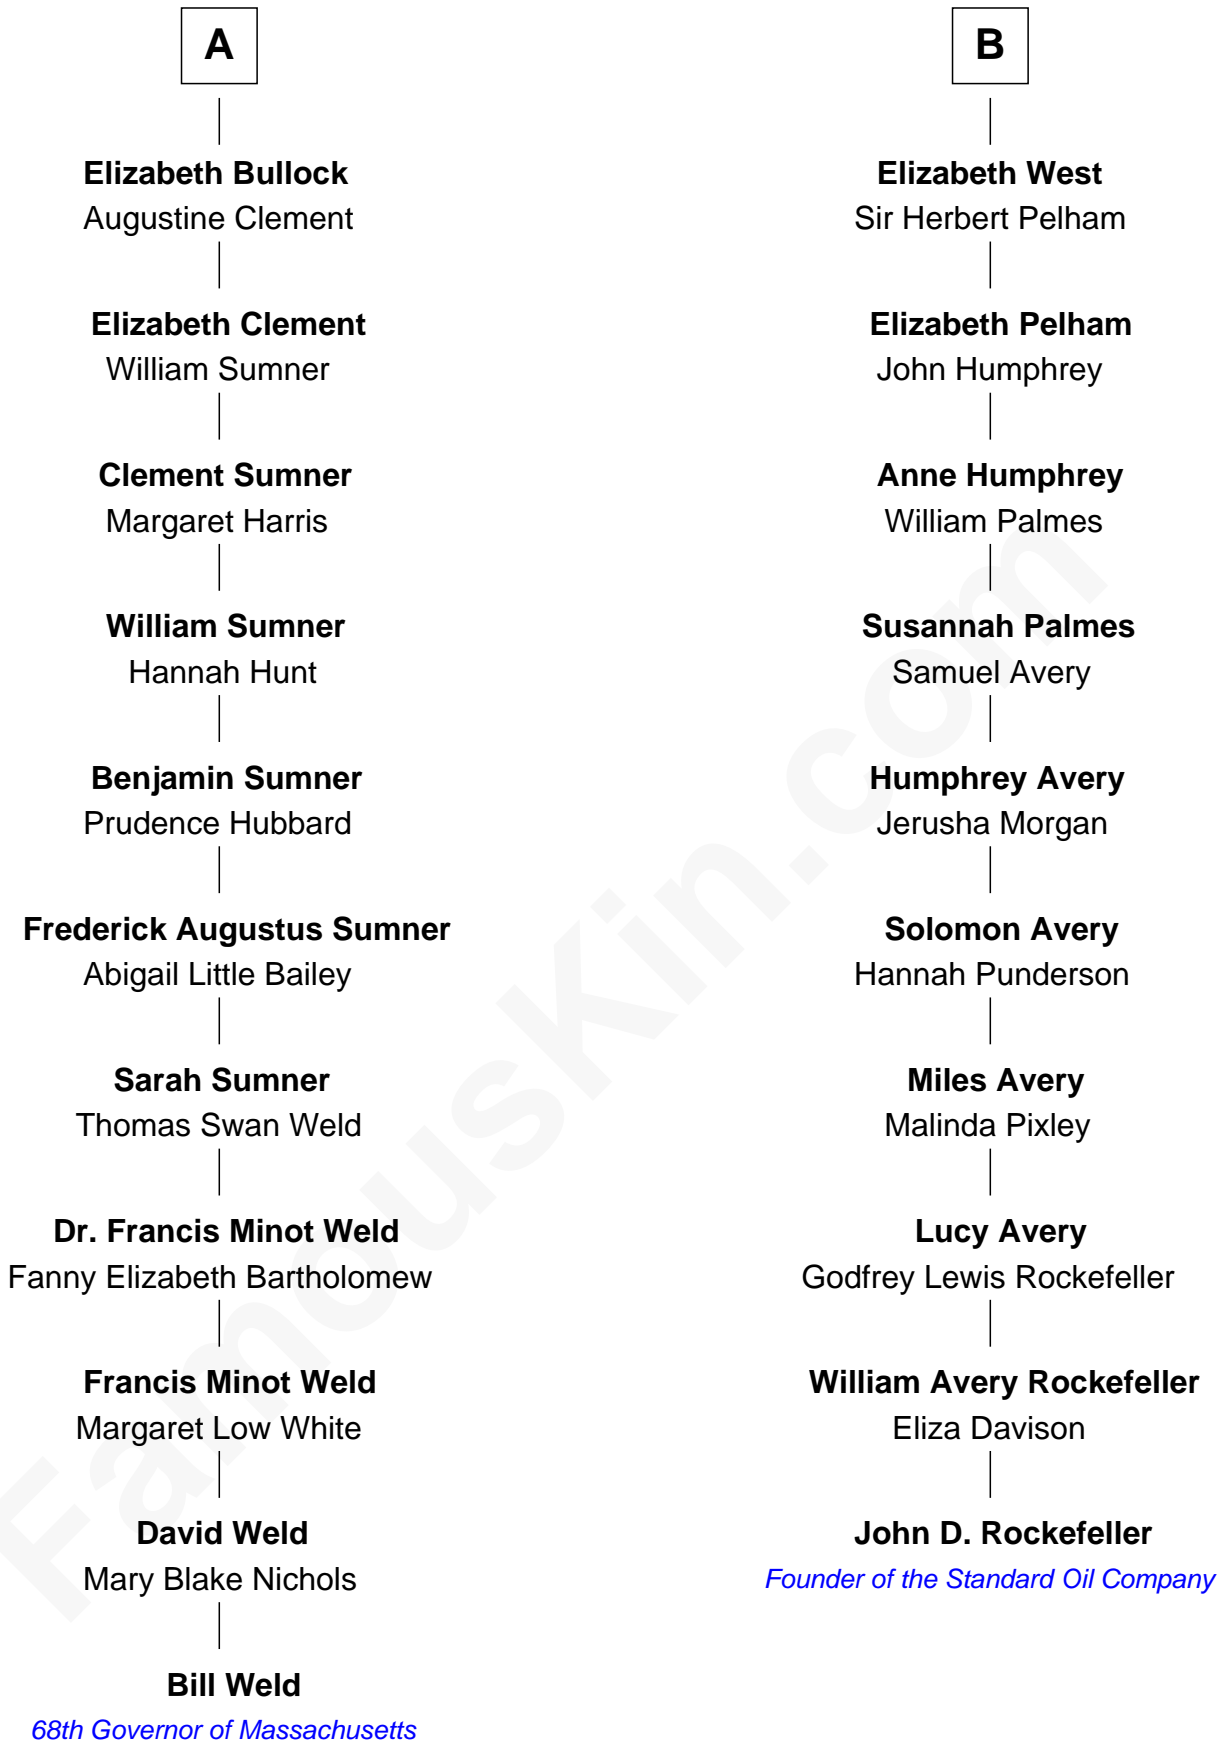 A
Elizabeth Bullock
Augustine Clement
Elizabeth Clement
William Sumner
Clement Sumner
Margaret Harris
William Sumner
Hannah Hunt
Benjamin Sumner
Prudence Hubbard
Frederick Augustus Sumner
Abigail Little Bailey
Sarah Sumner
Thomas Swan Weld
Dr. Francis Minot Weld
Fanny Elizabeth Bartholomew
Francis Minot Weld
Margaret Low White
David Weld
Mary Blake Nichols
Bill Weld
68th Governor of Massachusetts
B
Elizabeth West
Sir Herbert Pelham
Elizabeth Pelham
John Humphrey
Anne Humphrey
William Palmes
Susannah Palmes
Samuel Avery
Humphrey Avery
Jerusha Morgan
Solomon Avery
Hannah Punderson
Miles Avery
Malinda Pixley
Lucy Avery
Godfrey Lewis Rockefeller
William Avery Rockefeller
Eliza Davison
John D. Rockefeller
Founder of the Standard Oil Company
FamousKin.com